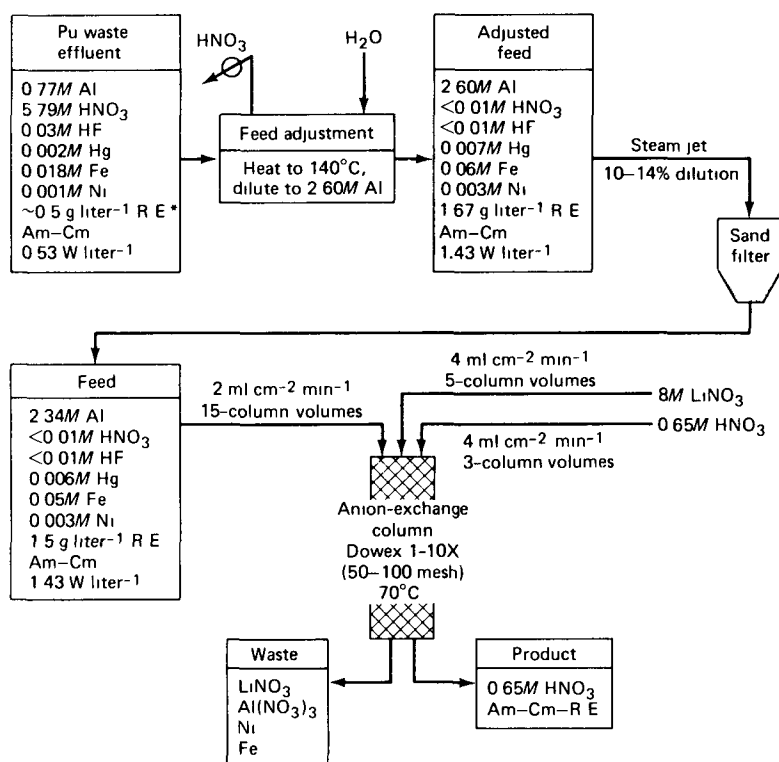 Pu waste
effluent
0 77M Al
5 79M HNO3
0 03M HF
0 002M Hg
0 018M Fe
0 001M Ni
~0 5 g liter-1 R E *
Am–Cm
0 53 W liter-1
HNO3
H2O
Feed adjustment
Heat to 140°C,
dilute to 2 60M Al
Adjusted
feed
2 60M Al
<0 01M HNO3
<0 01M HF
0 007M Hg
0 06M Fe
0 003M Ni
1 67 g liter-1 R E
Am–Cm
1.43 W liter-1
Steam jet
10–14% dilution
Sand
filter
Feed
2 34M Al
<0 01M HNO3
<0 01M HF
0 006M Hg
0 05M Fe
0 003M Ni
1 5 g liter-1 R E
Am–Cm
1 43 W liter-1
2 ml cm-2 min-1
15-column volumes
4 ml cm-2 min-1
5-column volumes
8M LiNO3
0 65M HNO3
4 ml cm-2 min-1
3-column volumes
Anion-exchange
column
Dowex 1-10X
(50–100 mesh)
70°C
Waste
LiNO3
Al(NO3)3
Ni
Fe
Product
0 65M HNO3
Am–Cm–R E